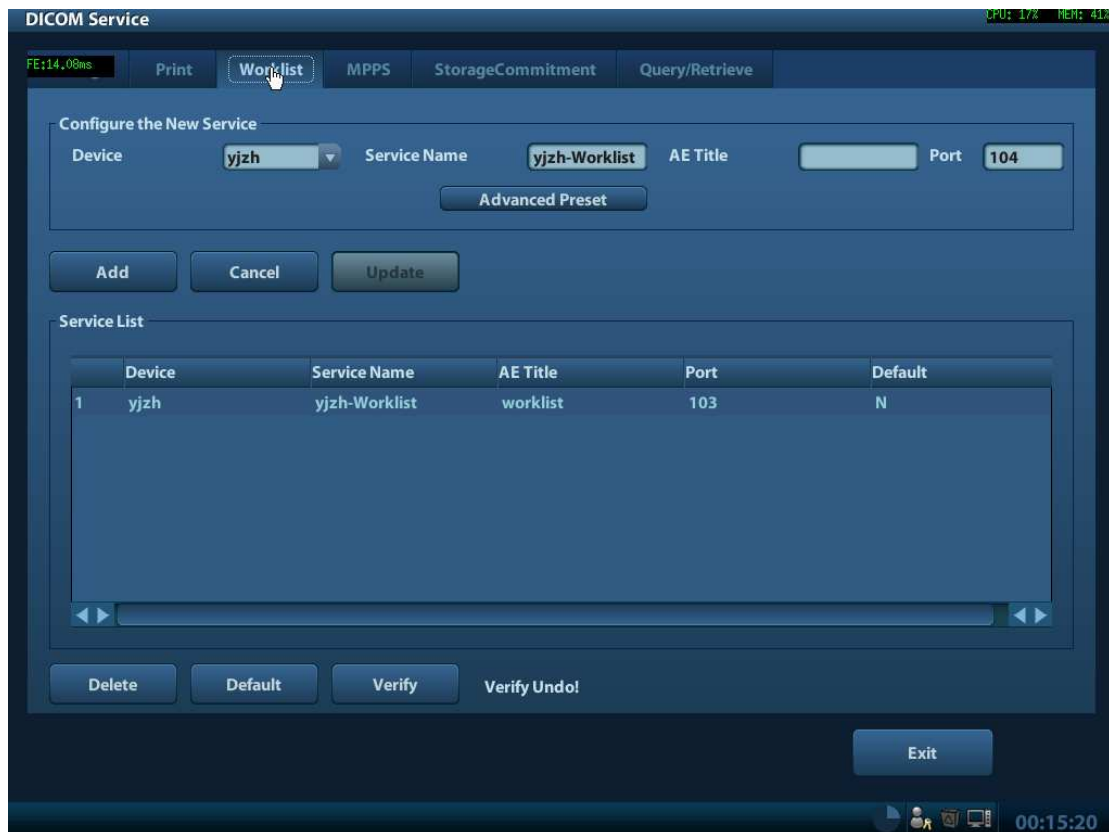 DICOM Service
CPU: 17% MEM: 41%
FE:14.08ms
Print Worklist MPPS StorageCommitment Query/Retrieve
Configure the New Service
Device yjzh Service Name yjzh-Worklist AE Title Port 104
Advanced Preset
Add Cancel Update
Service List
Device Service Name AE Title Port Default
1 yjzh yjzh-Worklist worklist 103 N
Delete Default Verify Verify Undo!
Exit
00:15:20